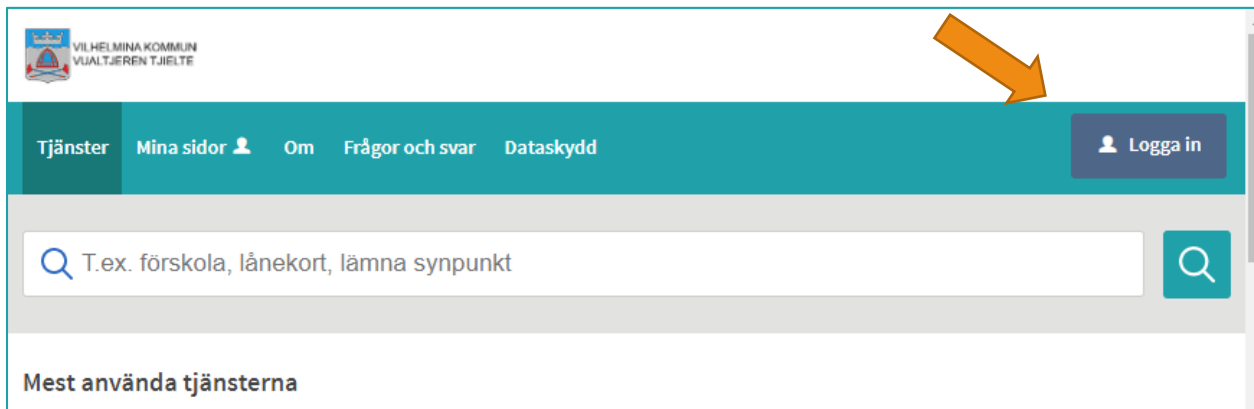 VILHELMINA KOMMUN
VUALTJEREN TJIELTE
Tjänster Mina sidor Om Frågor och svar Dataskydd Logga in
T.ex. förskola, lånekort, lämna synpunkt
Mest använda tjänsterna